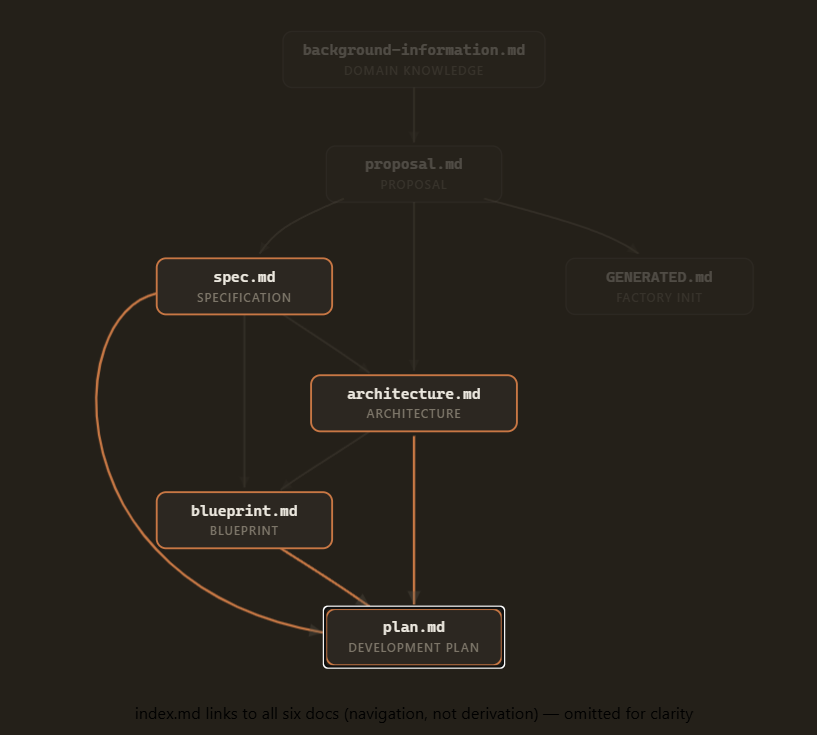 background-information.md
DOMAIN KNOWLEDGE
proposal.md
PROPOSAL
spec.md
SPECIFICATION
GENERATED.md
FACTORY INIT
architecture.md
ARCHITECTURE
blueprint.md
BLUEPRINT
plan.md
DEVELOPMENT PLAN
index.md links to all six docs (navigation, not derivation) — omitted for clarity